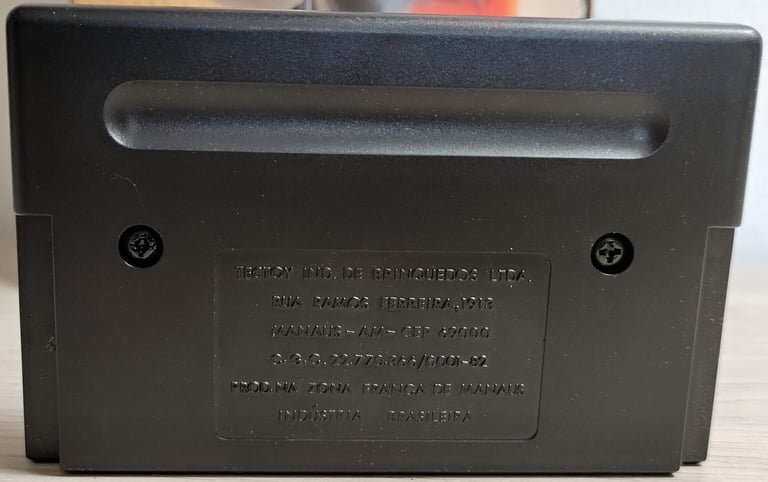 TECTOY IND. DE BRINQUEDOS LTDA.
RUA RAMOS FERREIRA, 1918
MANAUS-AM-CEP 69000
C.G.C. 22.770.366/0001-82
PROD.NA ZONA FRANCA DE MANAUS
INDÚSTRIA BRASILEIRA